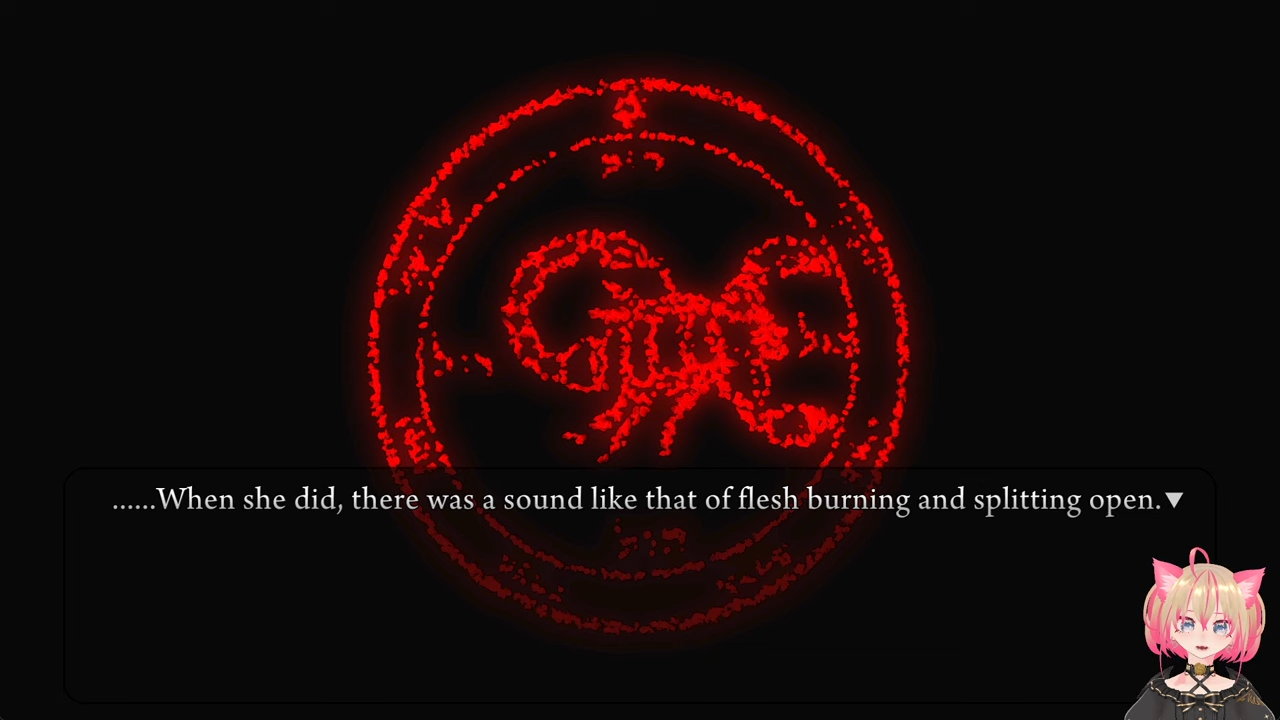 ......When she did, there was a sound like that of flesh burning and splitting open.▼